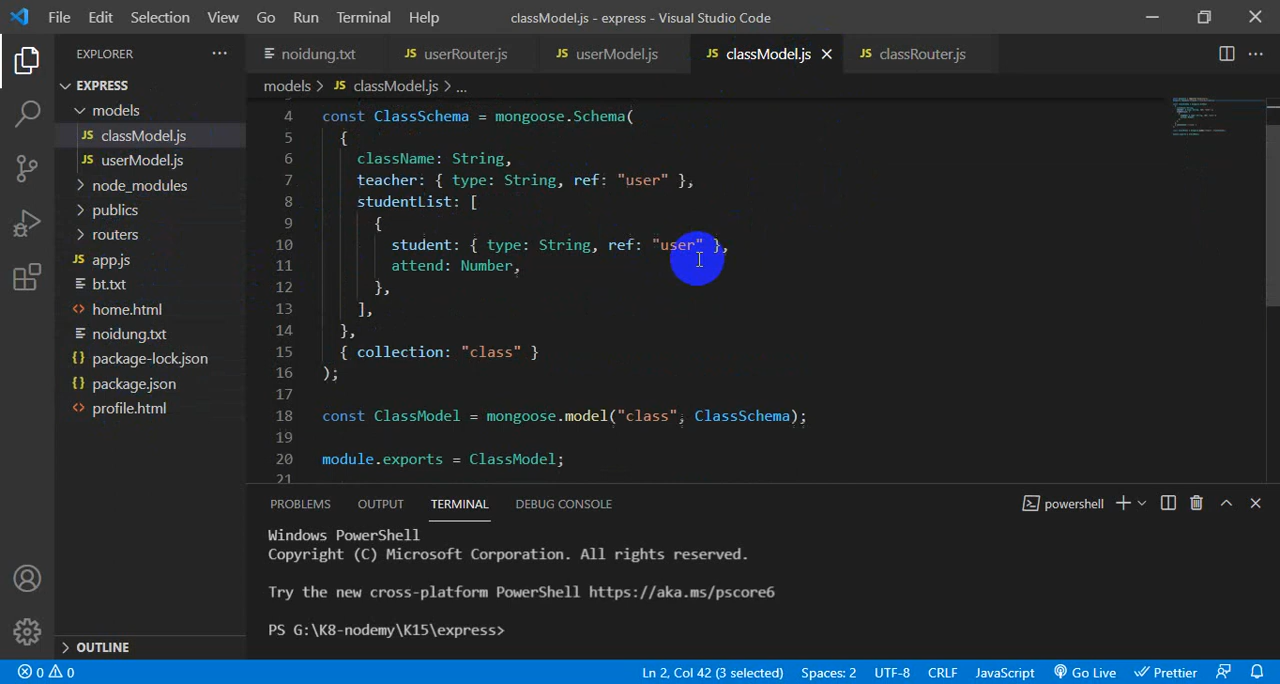 File Edit Selection View Go Run Terminal Help classModel.js - express - Visual Studio Code
EXPLORER ...
noidung.txt JS userRouter.js JS userModel.js JS classModel.js JS classRouter.js
EXPRESS
models
JS classModel.js
JS userModel.js
node_modules
publics
routers
JS app.js
bt.txt
<> home.html
noidung.txt
{} package-lock.json
{} package.json
<> profile.html
OUTLINE
models > JS classModel.js > ...
4 const ClassSchema = mongoose.Schema(
5 {
6 className: String,
7 teacher: { type: String, ref: "user" },
8 studentList: [
9 {
10 student: { type: String, ref: "user" },
11 attend: Number,
12 },
13 ],
14 },
15 { collection: "class" }
16 );
17
18 const ClassModel = mongoose.model("class", ClassSchema);
19
20 module.exports = ClassModel;
21
PROBLEMS OUTPUT TERMINAL DEBUG CONSOLE powershell
Windows PowerShell
Copyright (C) Microsoft Corporation. All rights reserved.
Try the new cross-platform PowerShell https://aka.ms/pscore6
PS G:\K8-nodemy\K15\express>
0 0 Ln 2, Col 42 (3 selected) Spaces: 2 UTF-8 CRLF JavaScript Go Live Prettier